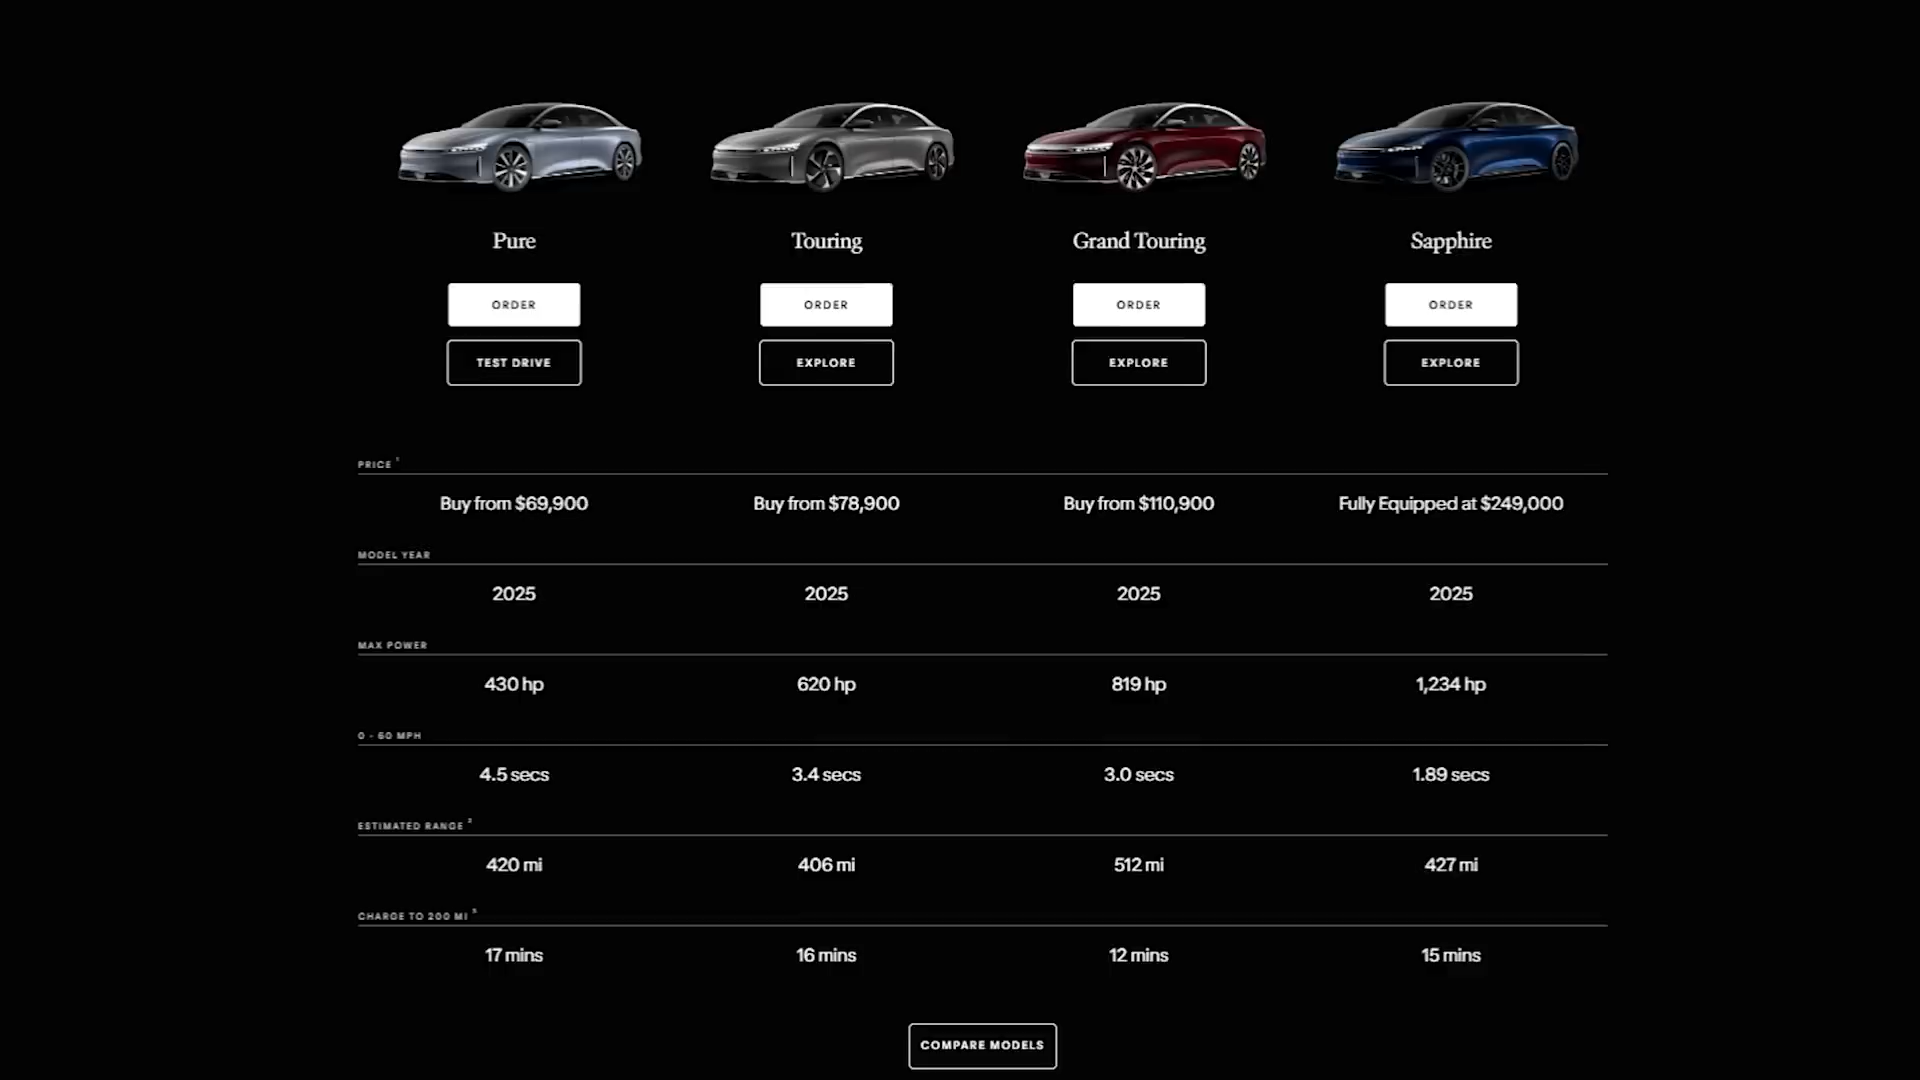 Pure Touring Grand Touring Sapphire
ORDER ORDER ORDER ORDER
TEST DRIVE EXPLORE EXPLORE EXPLORE
PRICE ¹
Buy from $69,900 Buy from $78,900 Buy from $110,900 Fully Equipped at $249,000
MODEL YEAR
2025 2025 2025 2025
MAX POWER
430 hp 620 hp 819 hp 1,234 hp
0 - 60 MPH
4.5 secs 3.4 secs 3.0 secs 1.89 secs
ESTIMATED RANGE ²
420 mi 406 mi 512 mi 427 mi
CHARGE TO 200 MI ³
17 mins 16 mins 12 mins 15 mins
COMPARE MODELS